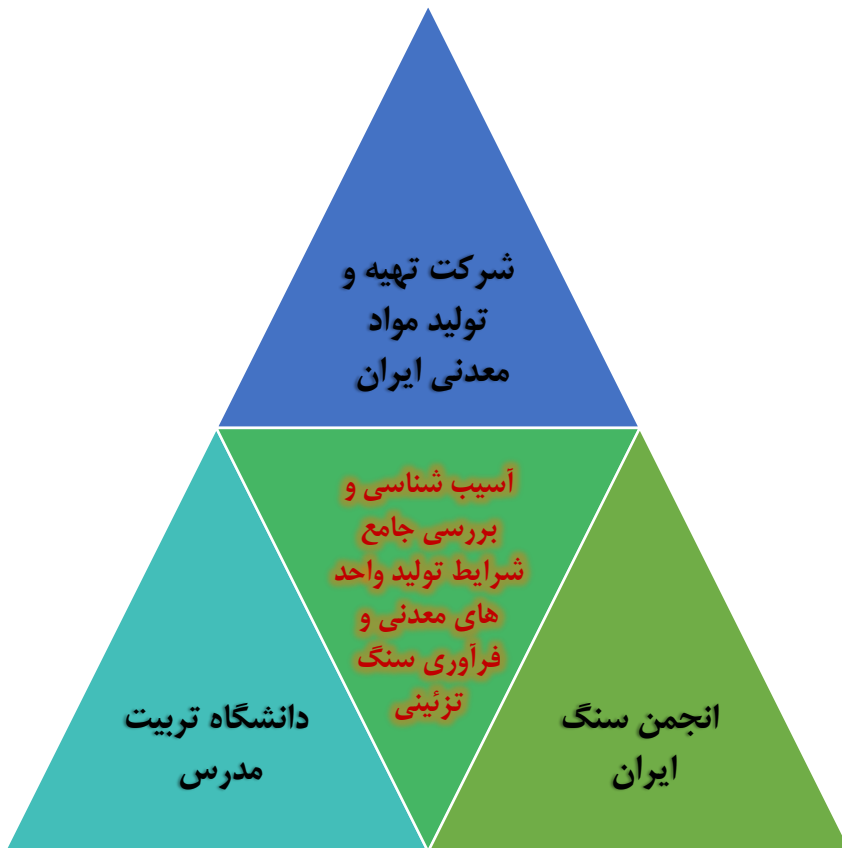 شرکت تهیه و
تولید مواد
معدنی ایران
آسیب شناسی و
بررسی جامع
شرایط تولید واحد
های معدنی و
فرآوری سنگ
تزئینی
انجمن سنگ
ایران
دانشگاه تربیت
مدرس